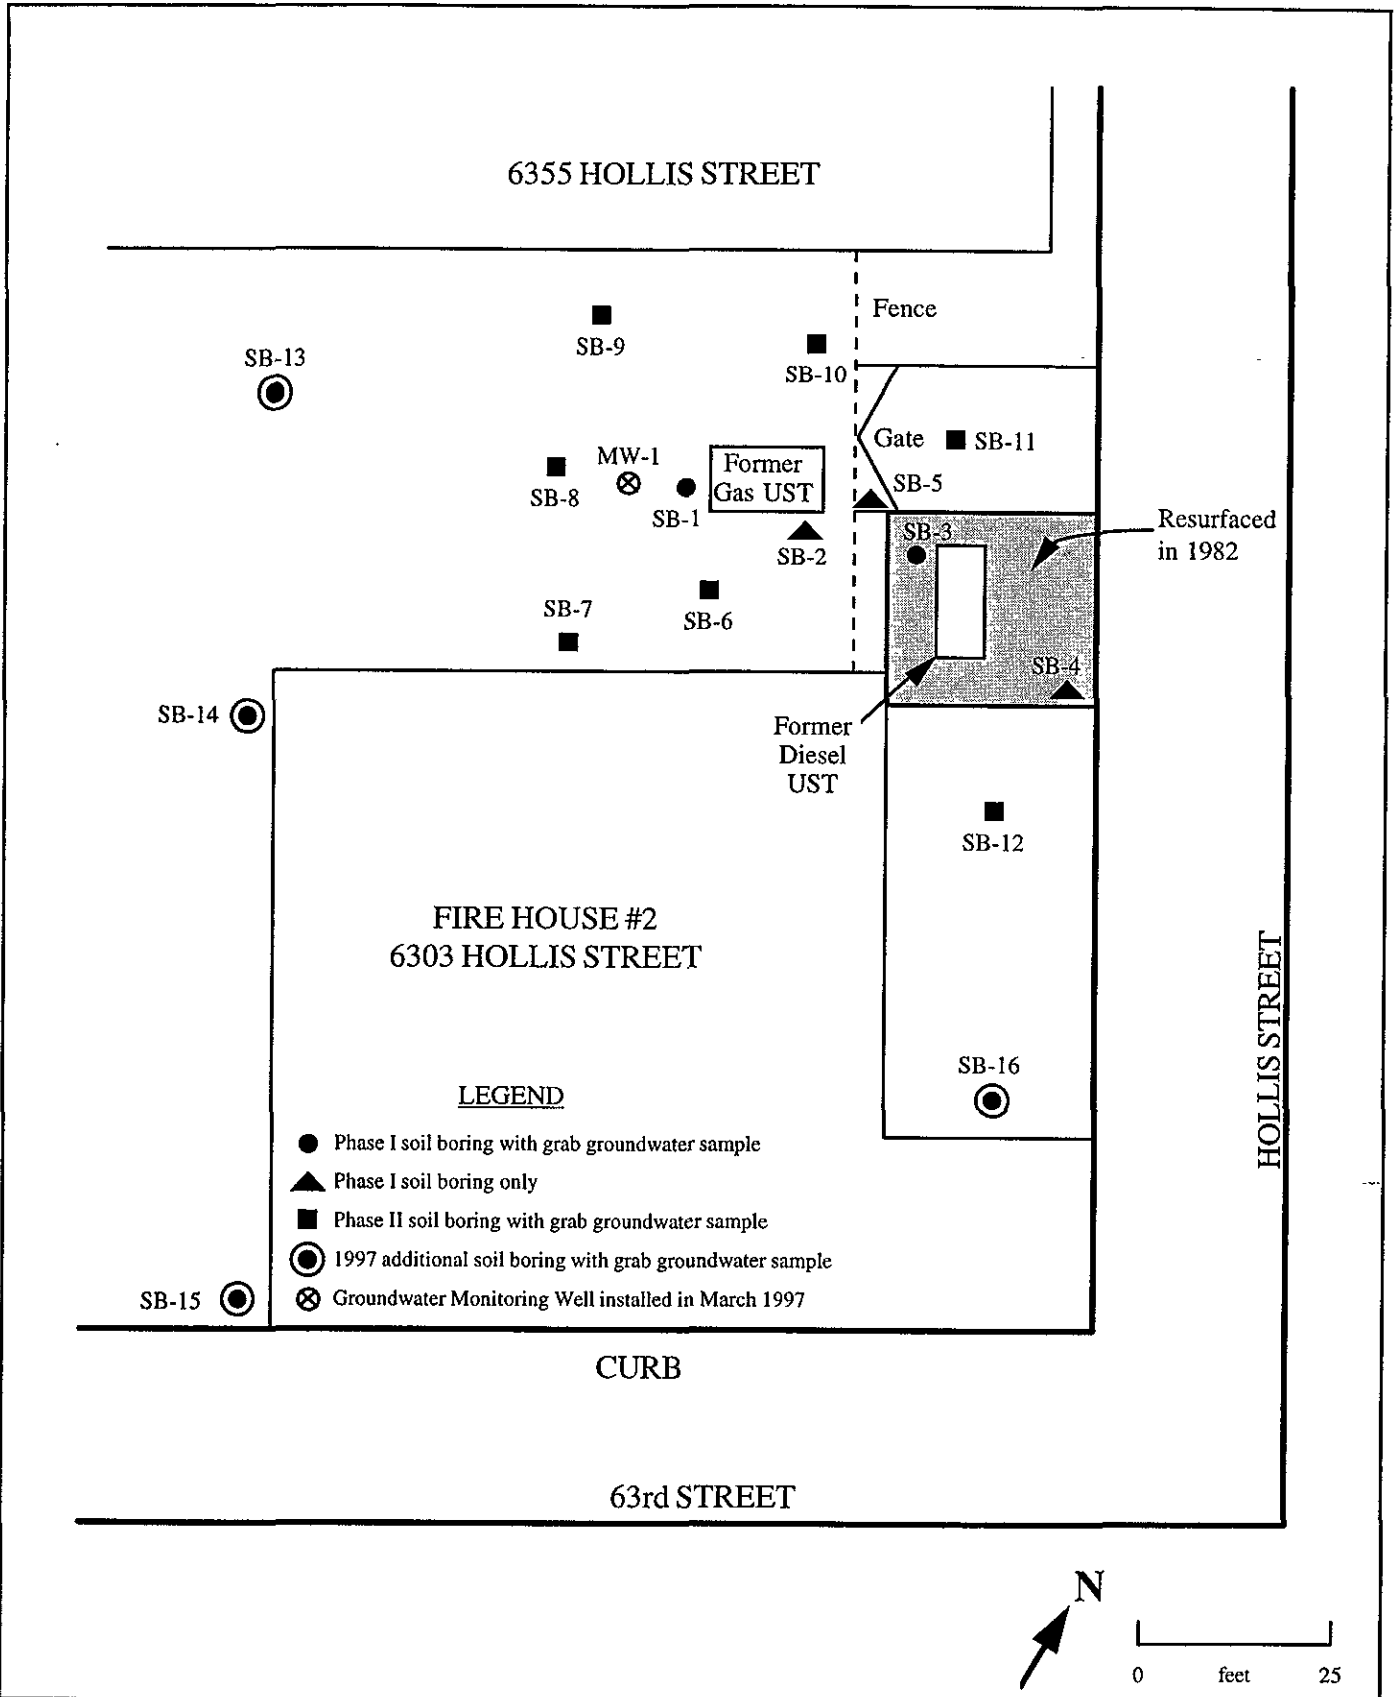 6355 HOLLIS STREET
Fence
SB-9
SB-13
SB-10
Gate
SB-11
MW-1
Former
Gas UST
SB-5
SB-8
SB-1
SB-3
Resurfaced
in 1982
SB-2
SB-7
SB-6
SB-4
SB-14
Former
Diesel
UST
SB-12
FIRE HOUSE #2
6303 HOLLIS STREET
HOLLIS STREET
SB-16
LEGEND
Phase I soil boring with grab groundwater sample
Phase I soil boring only
Phase II soil boring with grab groundwater sample
1997 additional soil boring with grab groundwater sample
Groundwater Monitoring Well installed in March 1997
SB-15
CURB
63rd STREET
N
0 feet 25